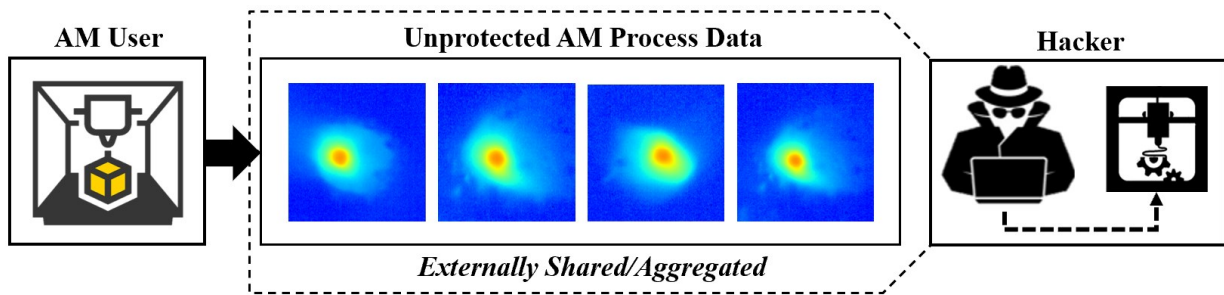 AM User
Unprotected AM Process Data
Hacker
Externally Shared/Aggregated